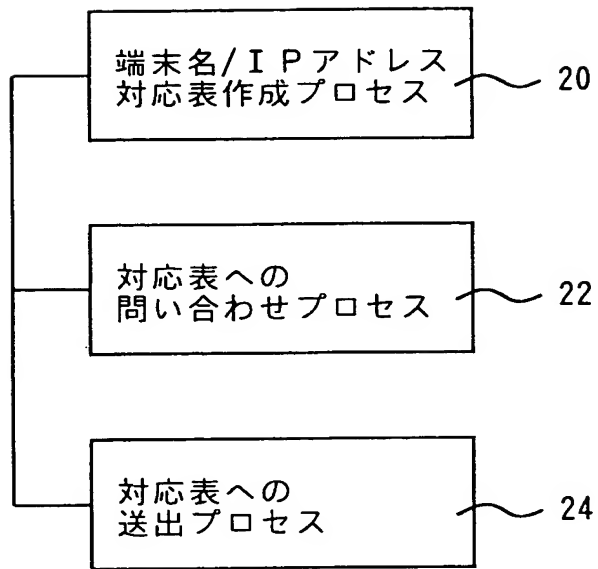 端末名/IPアドレス
対応表作成プロセス
20
対応表への
問い合わせプロセス
22
対応表への
送出プロセス
24